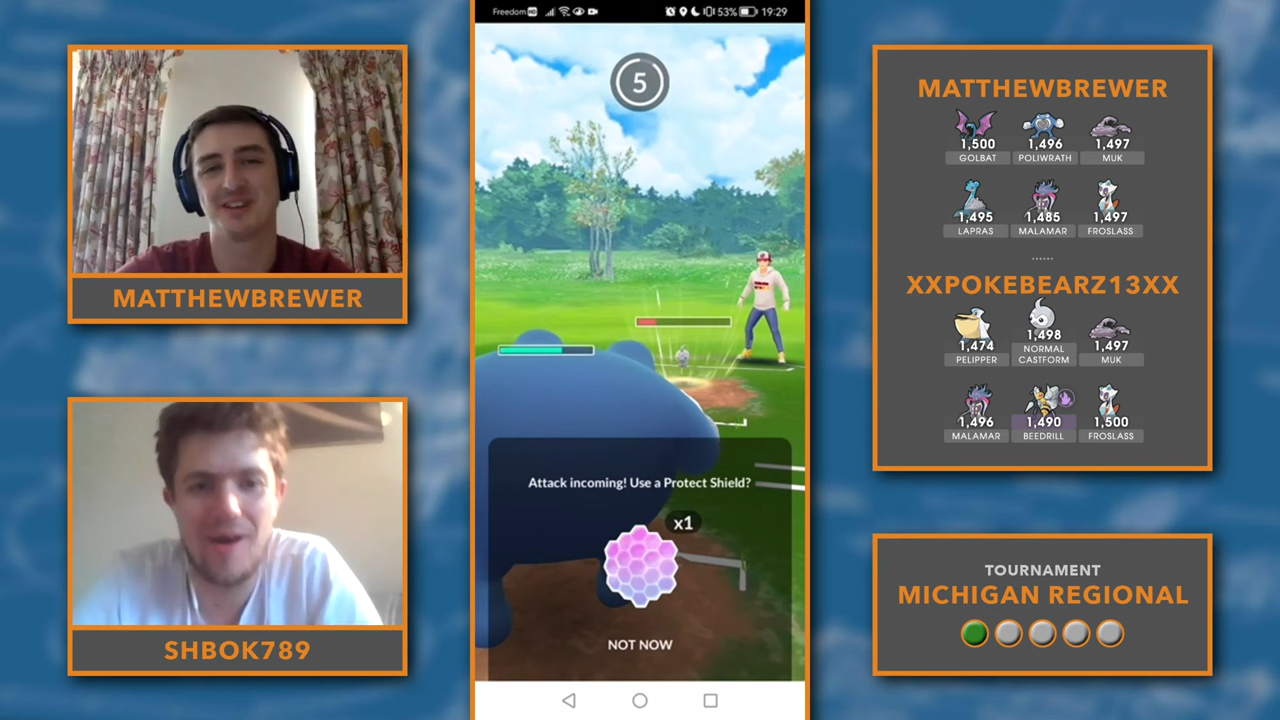 MATTHEWBREWER
SHBOK789
Freedom HD
53% 19:29
5
Attack incoming! Use a Protect Shield?
x1
NOT NOW
MATTHEWBREWER
1,500 1,496 1,497
GOLBAT POLIWRATH MUK
1,495 1,485 1,497
LAPRAS MALAMAR FROSLASS
......
XXPOKEBEARZ13XX
1,474 1,498 1,497
PELIPPER NORMAL CASTFORM MUK
1,496 1,490 1,500
MALAMAR BEEDRILL FROSLASS
TOURNAMENT
MICHIGAN REGIONAL